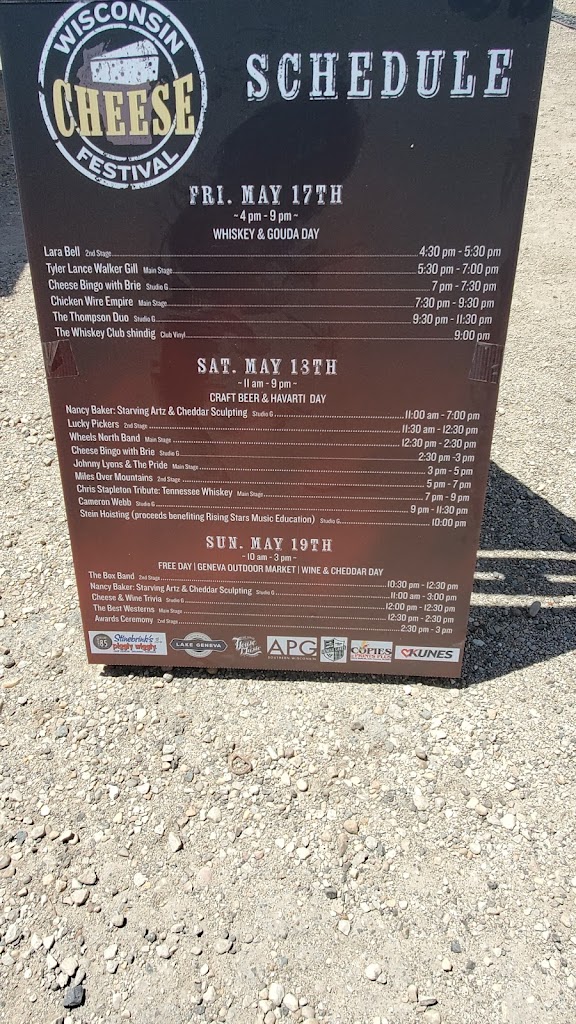 WISCONSIN
CHEESE
FESTIVAL
SCHEDULE
FRI. MAY 17TH
~ 4 pm - 9 pm ~
WHISKEY & GOUDA DAY
Lara Bell 2nd Stage 4:30 pm - 5:30 pm
Tyler Lance Walker Gill Main Stage 5:30 pm - 7:00 pm
Cheese Bingo with Brie Studio G 7 pm - 7:30 pm
Chicken Wire Empire Main Stage 7:30 pm - 9:30 pm
The Thompson Duo Studio G 9:30 pm - 11:30 pm
The Whiskey Club shindig Club Vinyl 9:00 pm
SAT. MAY 18TH
~ 11 am - 9 pm ~
CRAFT BEER & HAVARTI DAY
Nancy Baker: Starving Artz & Cheddar Sculpting Studio G 11:00 am - 7:00 pm
Lucky Pickers 2nd Stage 11:30 am - 12:30 pm
Wheels North Band Main Stage 12:30 pm - 2:30 pm
Cheese Bingo with Brie Studio G 2:30 pm -3 pm
Johnny Lyons & The Pride Main Stage 3 pm - 5 pm
Miles Over Mountains 2nd Stage 5 pm - 7 pm
Chris Stapleton Tribute: Tennessee Whiskey Main Stage 7 pm - 9 pm
Cameron Webb Studio G 9 pm - 11:30 pm
Stein Hoisting (proceeds benefiting Rising Stars Music Education) Studio G 10:00 pm
SUN. MAY 19TH
~ 10 am - 3 pm ~
FREE DAY | GENEVA OUTDOOR MARKET | WINE & CHEDDAR DAY
The Box Band 2nd Stage 10:30 pm - 12:30 pm
Nancy Baker: Starving Artz & Cheddar Sculpting Studio G 11:00 am - 3:00 pm
Cheese & Wine Trivia Studio G 12:00 pm - 12:30 pm
The Best Westerns Main Stage 12:30 pm - 2:30 pm
Awards Ceremony 2nd Stage 2:30 pm - 3 pm
85 Stinebrink's piggly wiggly LAKE GENEVA House of Music APG SOUTHERN WISCONSIN COPIES KUNES